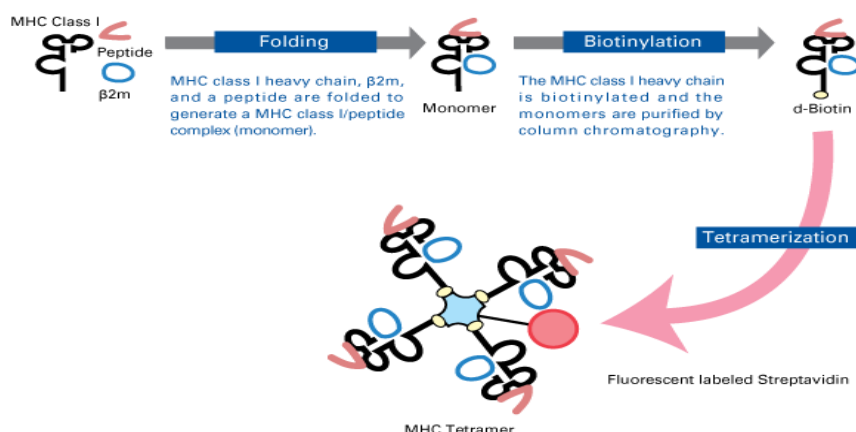 MHC Class I
Peptide
β2m
Folding
MHC class I heavy chain, β2m,
and a peptide are folded to
generate a MHC class I/peptide
complex (monomer).
Monomer
Biotinylation
The MHC class I heavy chain
is biotinylated and the
monomers are purified by
column chromatography.
d-Biotin
Tetramerization
Fluorescent labeled Streptavidin
MHC Tetramer